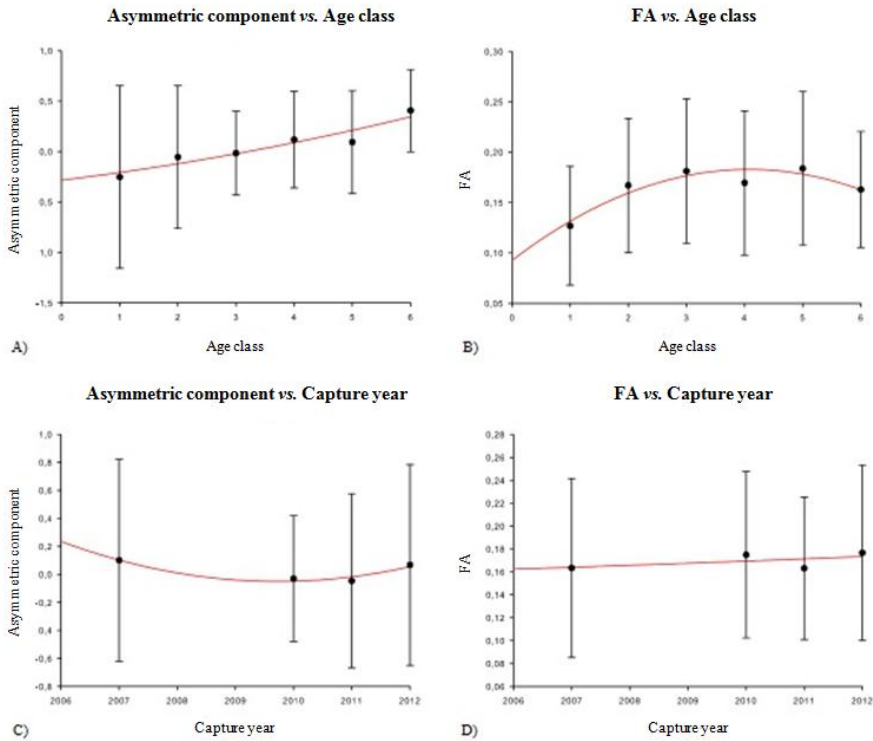 Asymmetric component vs. Age class
Asymmetric component
1,0
0,5
0,0
0,5
1,0
-1,5
0 1 2 3 4 5 6
A) Age class
FA vs. Age class
FA
0,30
0,25
0,20
0,15
0,10
0,05
0 1 2 3 4 5 6
B) Age class
Asymmetric component vs. Capture year
Asymmetric component
1,0
0,8
0,6
0,4
0,2
0,0
-0,2
0,4
-0,6
-0,8
2006 2007 2008 2009 2010 2011 2012
C) Capture year
FA vs. Capture year
FA
0,28
0,26
0,24
0,22
0,20
0,18
0,16
0,14
0,12
0,10
0,08
0,06
2006 2007 2008 2009 2010 2011 2012
D) Capture year